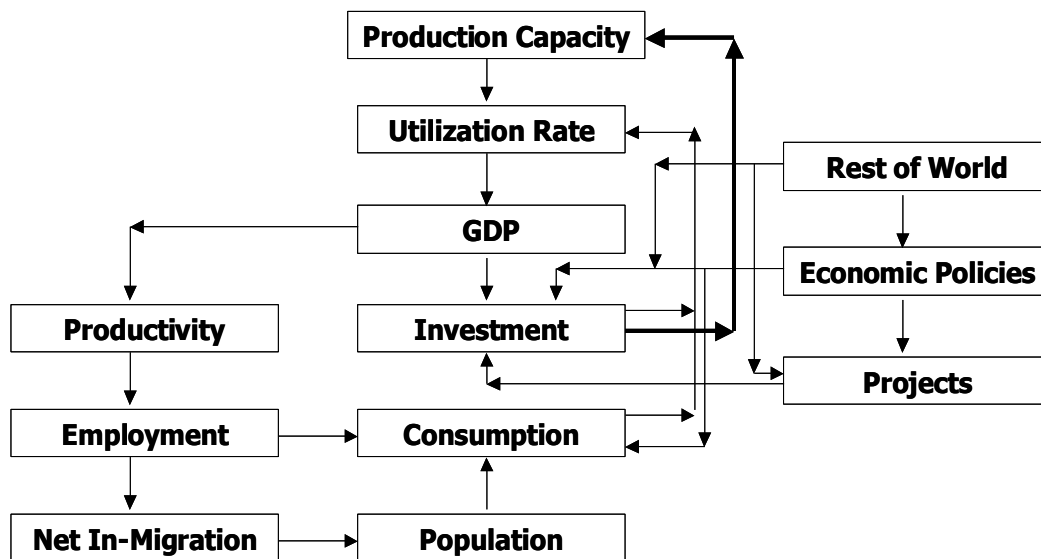 Production Capacity
Utilization Rate
Rest of World
GDP
Economic Policies
Productivity
Investment
Projects
Employment
Consumption
Net In-Migration
Population